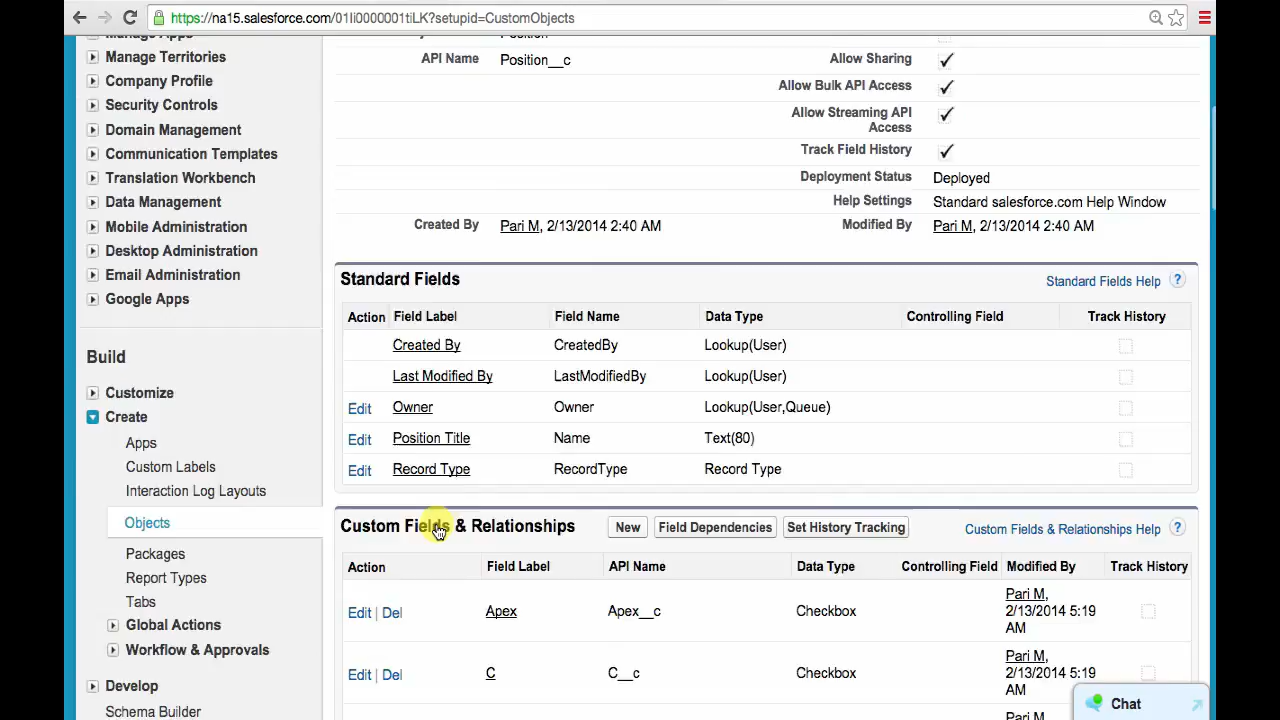 https://na15.salesforce.com/01Ii0000001tiLK?setupid=CustomObjects
Manage Apps
Manage Territories
Company Profile
Security Controls
Domain Management
Communication Templates
Translation Workbench
Data Management
Mobile Administration
Desktop Administration
Email Administration
Google Apps
Build
Customize
Create
Apps
Custom Labels
Interaction Log Layouts
Objects
Packages
Report Types
Tabs
Global Actions
Workflow & Approvals
Develop
Schema Builder
Position
API Name Position__c
Allow Sharing
Allow Bulk API Access
Allow Streaming API
Access
Track Field History
Deployment Status Deployed
Help Settings Standard salesforce.com Help Window
Created By Pari M, 2/13/2014 2:40 AM Modified By Pari M, 2/13/2014 2:40 AM
Standard Fields Standard Fields Help ?
Action Field Label Field Name Data Type Controlling Field Track History
Created By CreatedBy Lookup(User)
Last Modified By LastModifiedBy Lookup(User)
Edit Owner Owner Lookup(User,Queue)
Edit Position Title Name Text(80)
Edit Record Type RecordType Record Type
Custom Fields & Relationships New Field Dependencies Set History Tracking Custom Fields & Relationships Help ?
Action Field Label API Name Data Type Controlling Field Modified By Track History
Edit | Del Apex Apex__c Checkbox Pari M,
2/13/2014 5:19
AM
Edit | Del C C__c Checkbox Pari M,
2/13/2014 5:19
AM
Pari M,
Chat